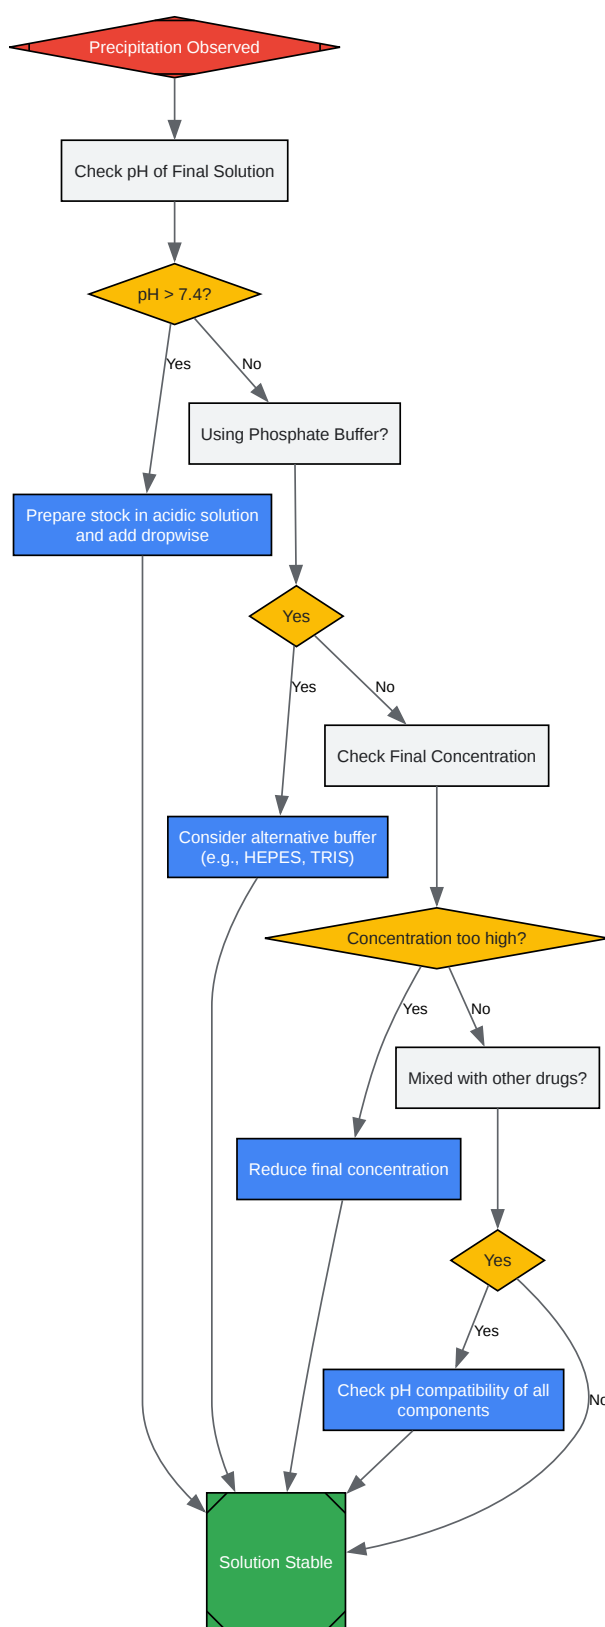 Precipitation Observed
Check pH of Final Solution
pH > 7.4?
Yes
No
Using Phosphate Buffer?
Prepare stock in acidic solution
and add dropwise
Yes
Yes
No
Check Final Concentration
Consider alternative buffer
(e.g., HEPES, TRIS)
Concentration too high?
Yes
No
Mixed with other drugs?
Reduce final concentration
Yes
Yes
Check pH compatibility of all
components
No
Solution Stable